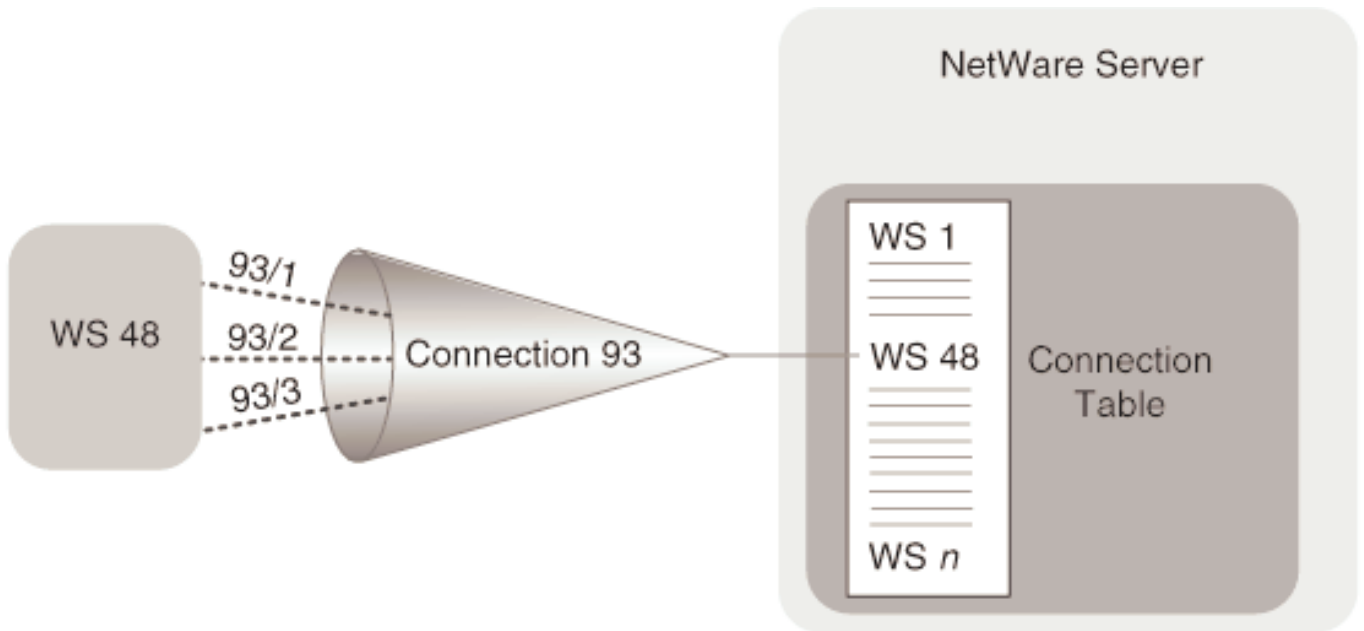 NetWare Server
WS 1
93/1
WS 48
93/2
Connection 93
WS 48
Connection
Table
93/3
WS n